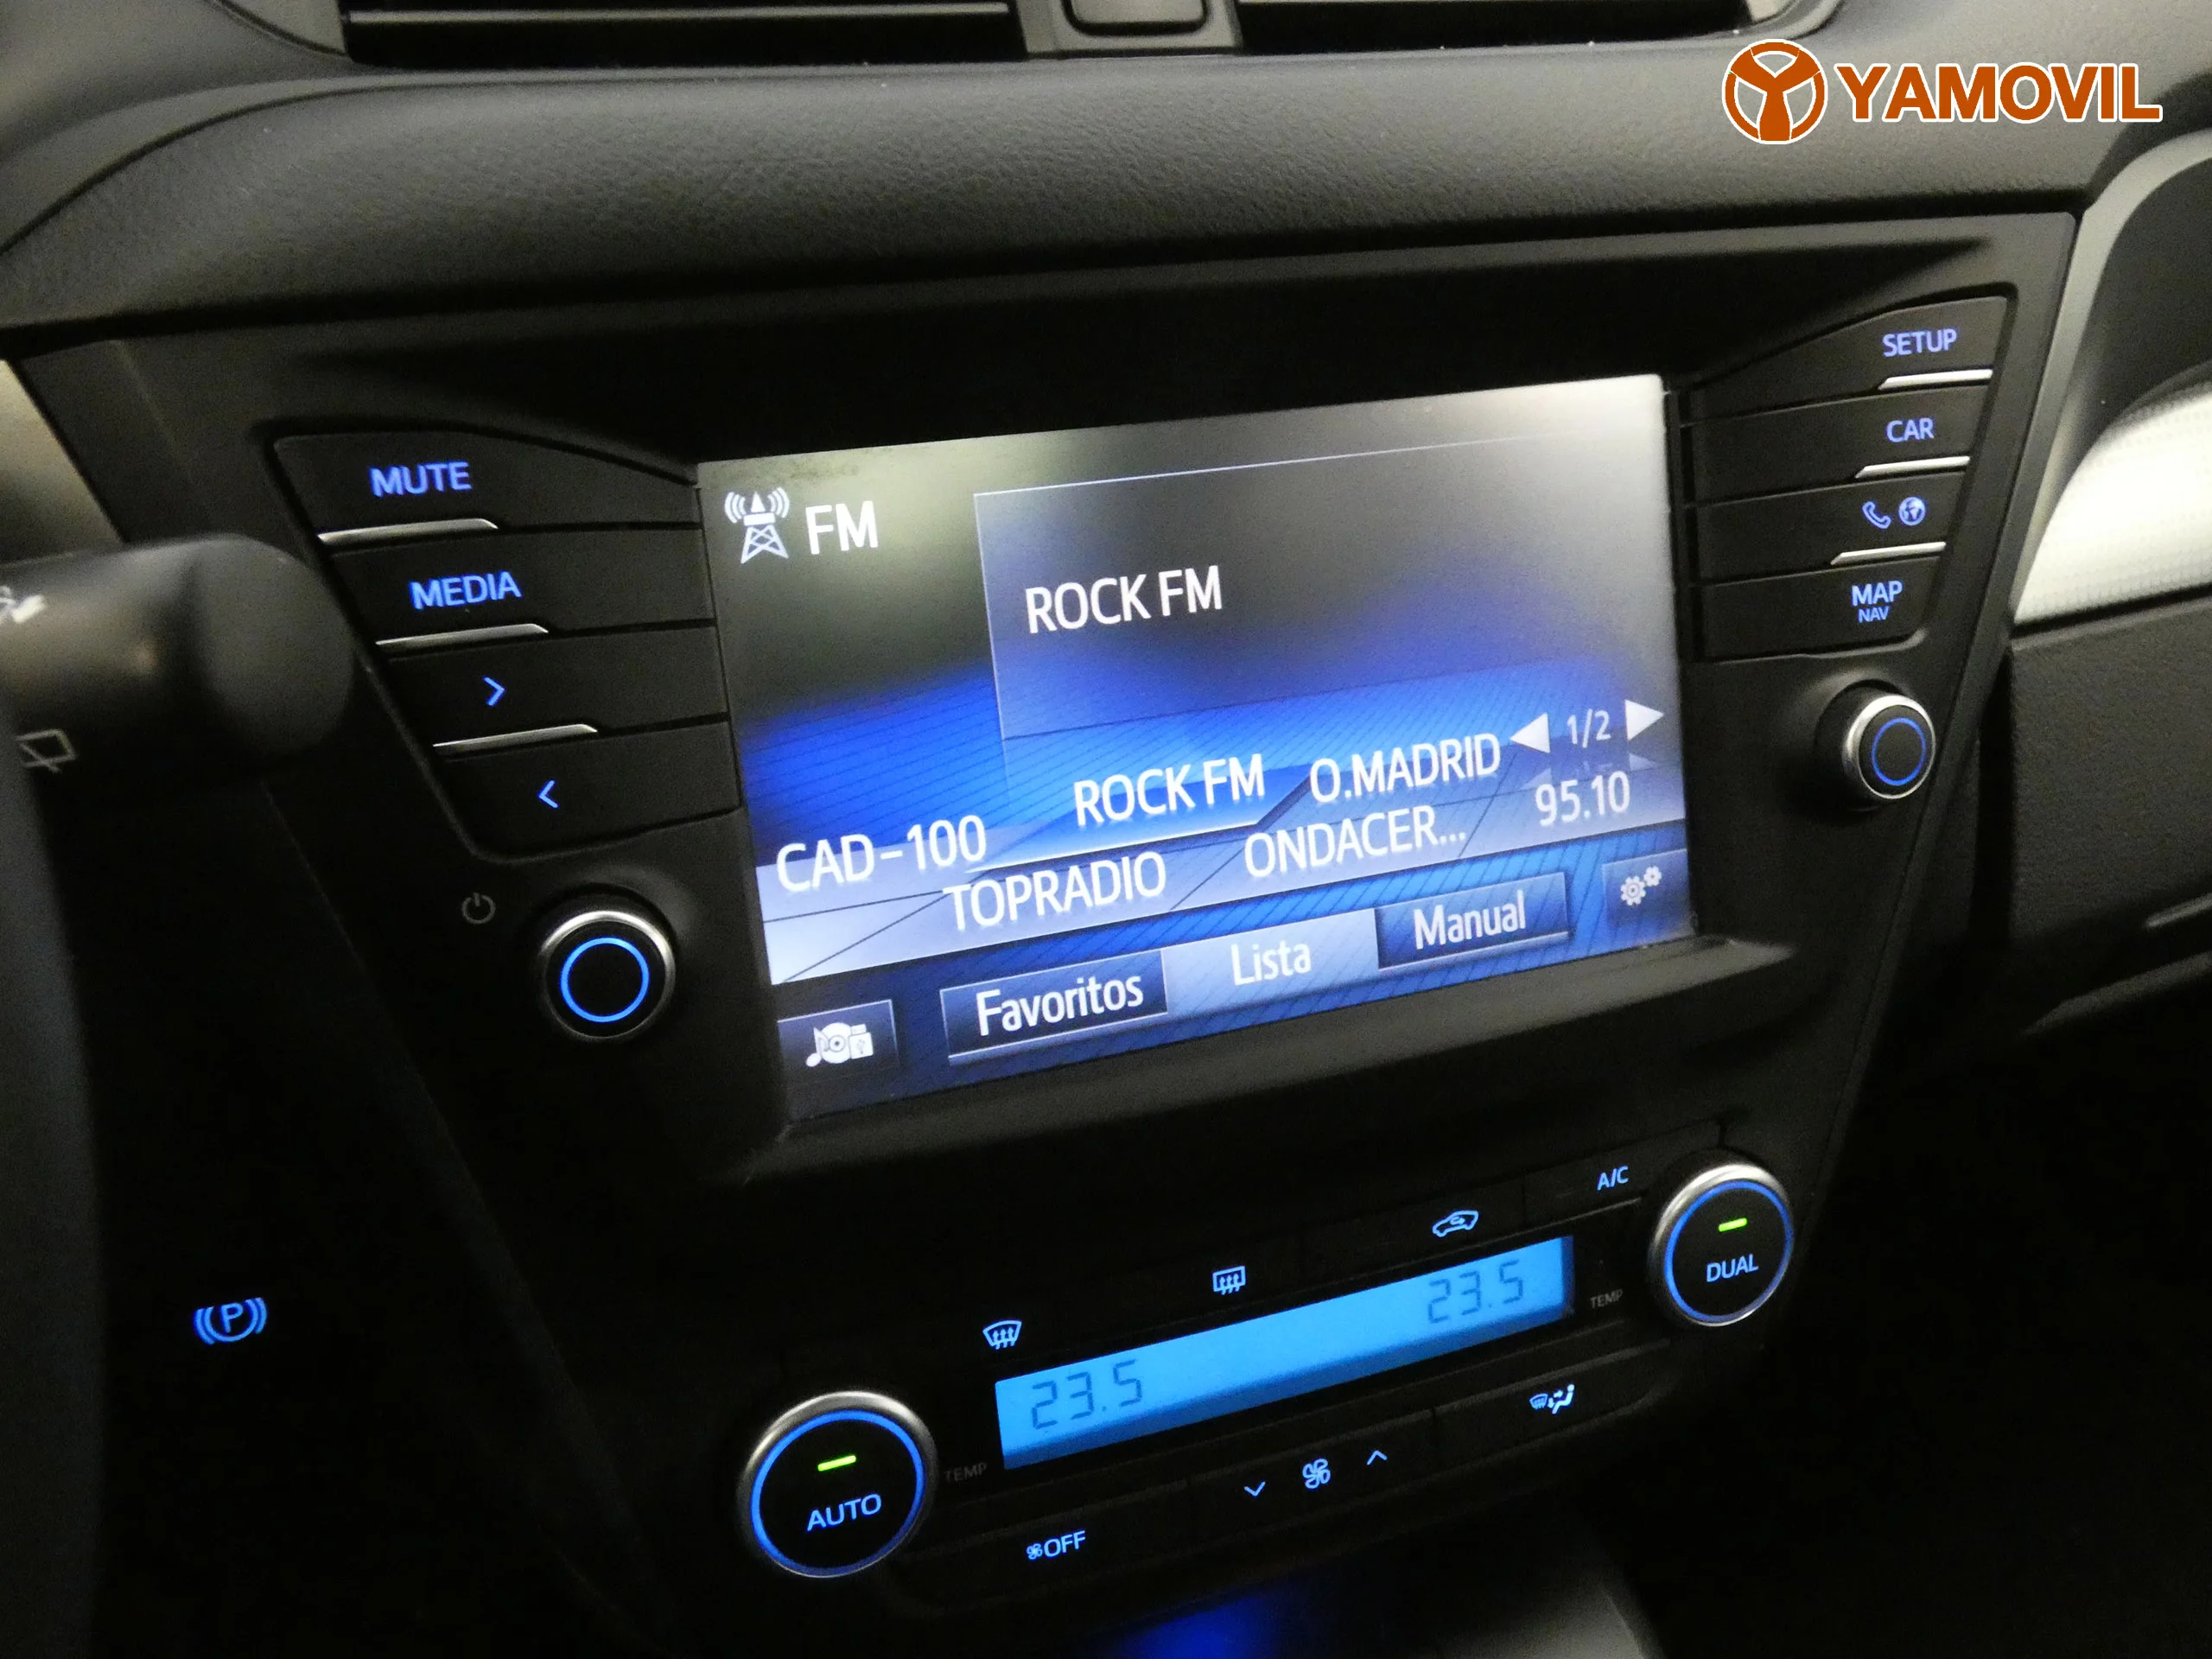 YAMOVIL
SETUP
CAR
MAP
NAV
MUTE
MEDIA
>
<
FM
ROCK FM
1/2
CAD-100
ROCK FM
O.MADRID
TOPRADIO
ONDACER...
95.10
Favoritos
Lista
Manual
A/C
DUAL
TEMP
23.5
23.5
(P)
AUTO
TEMP
OFF